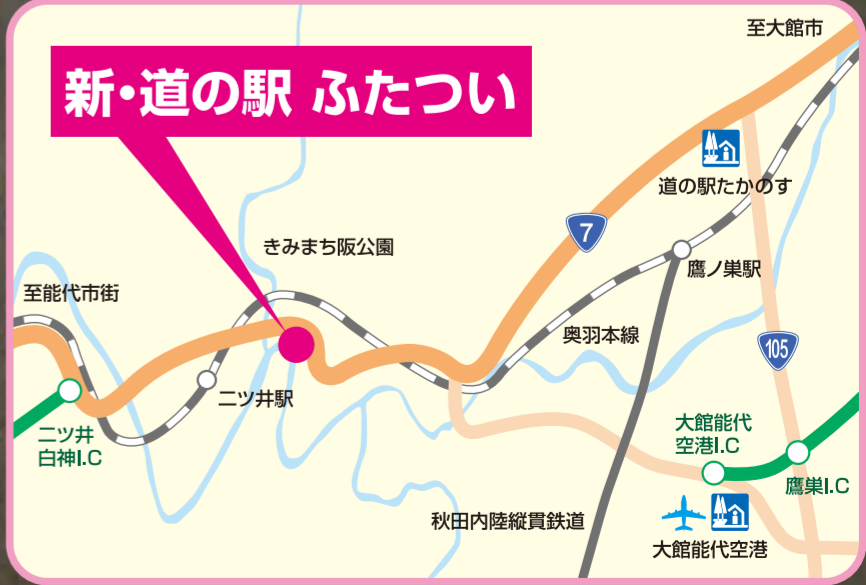 至大館市
新・道の駅 ふたつい
道の駅たかのす
7
きみまち阪公園
鷹ノ巣駅
至能代市街
奥羽本線
105
二ツ井駅
二ツ井
白神I.C
大館能代
空港I.C
鷹巣I.C
秋田内陸縦貫鉄道
大館能代空港